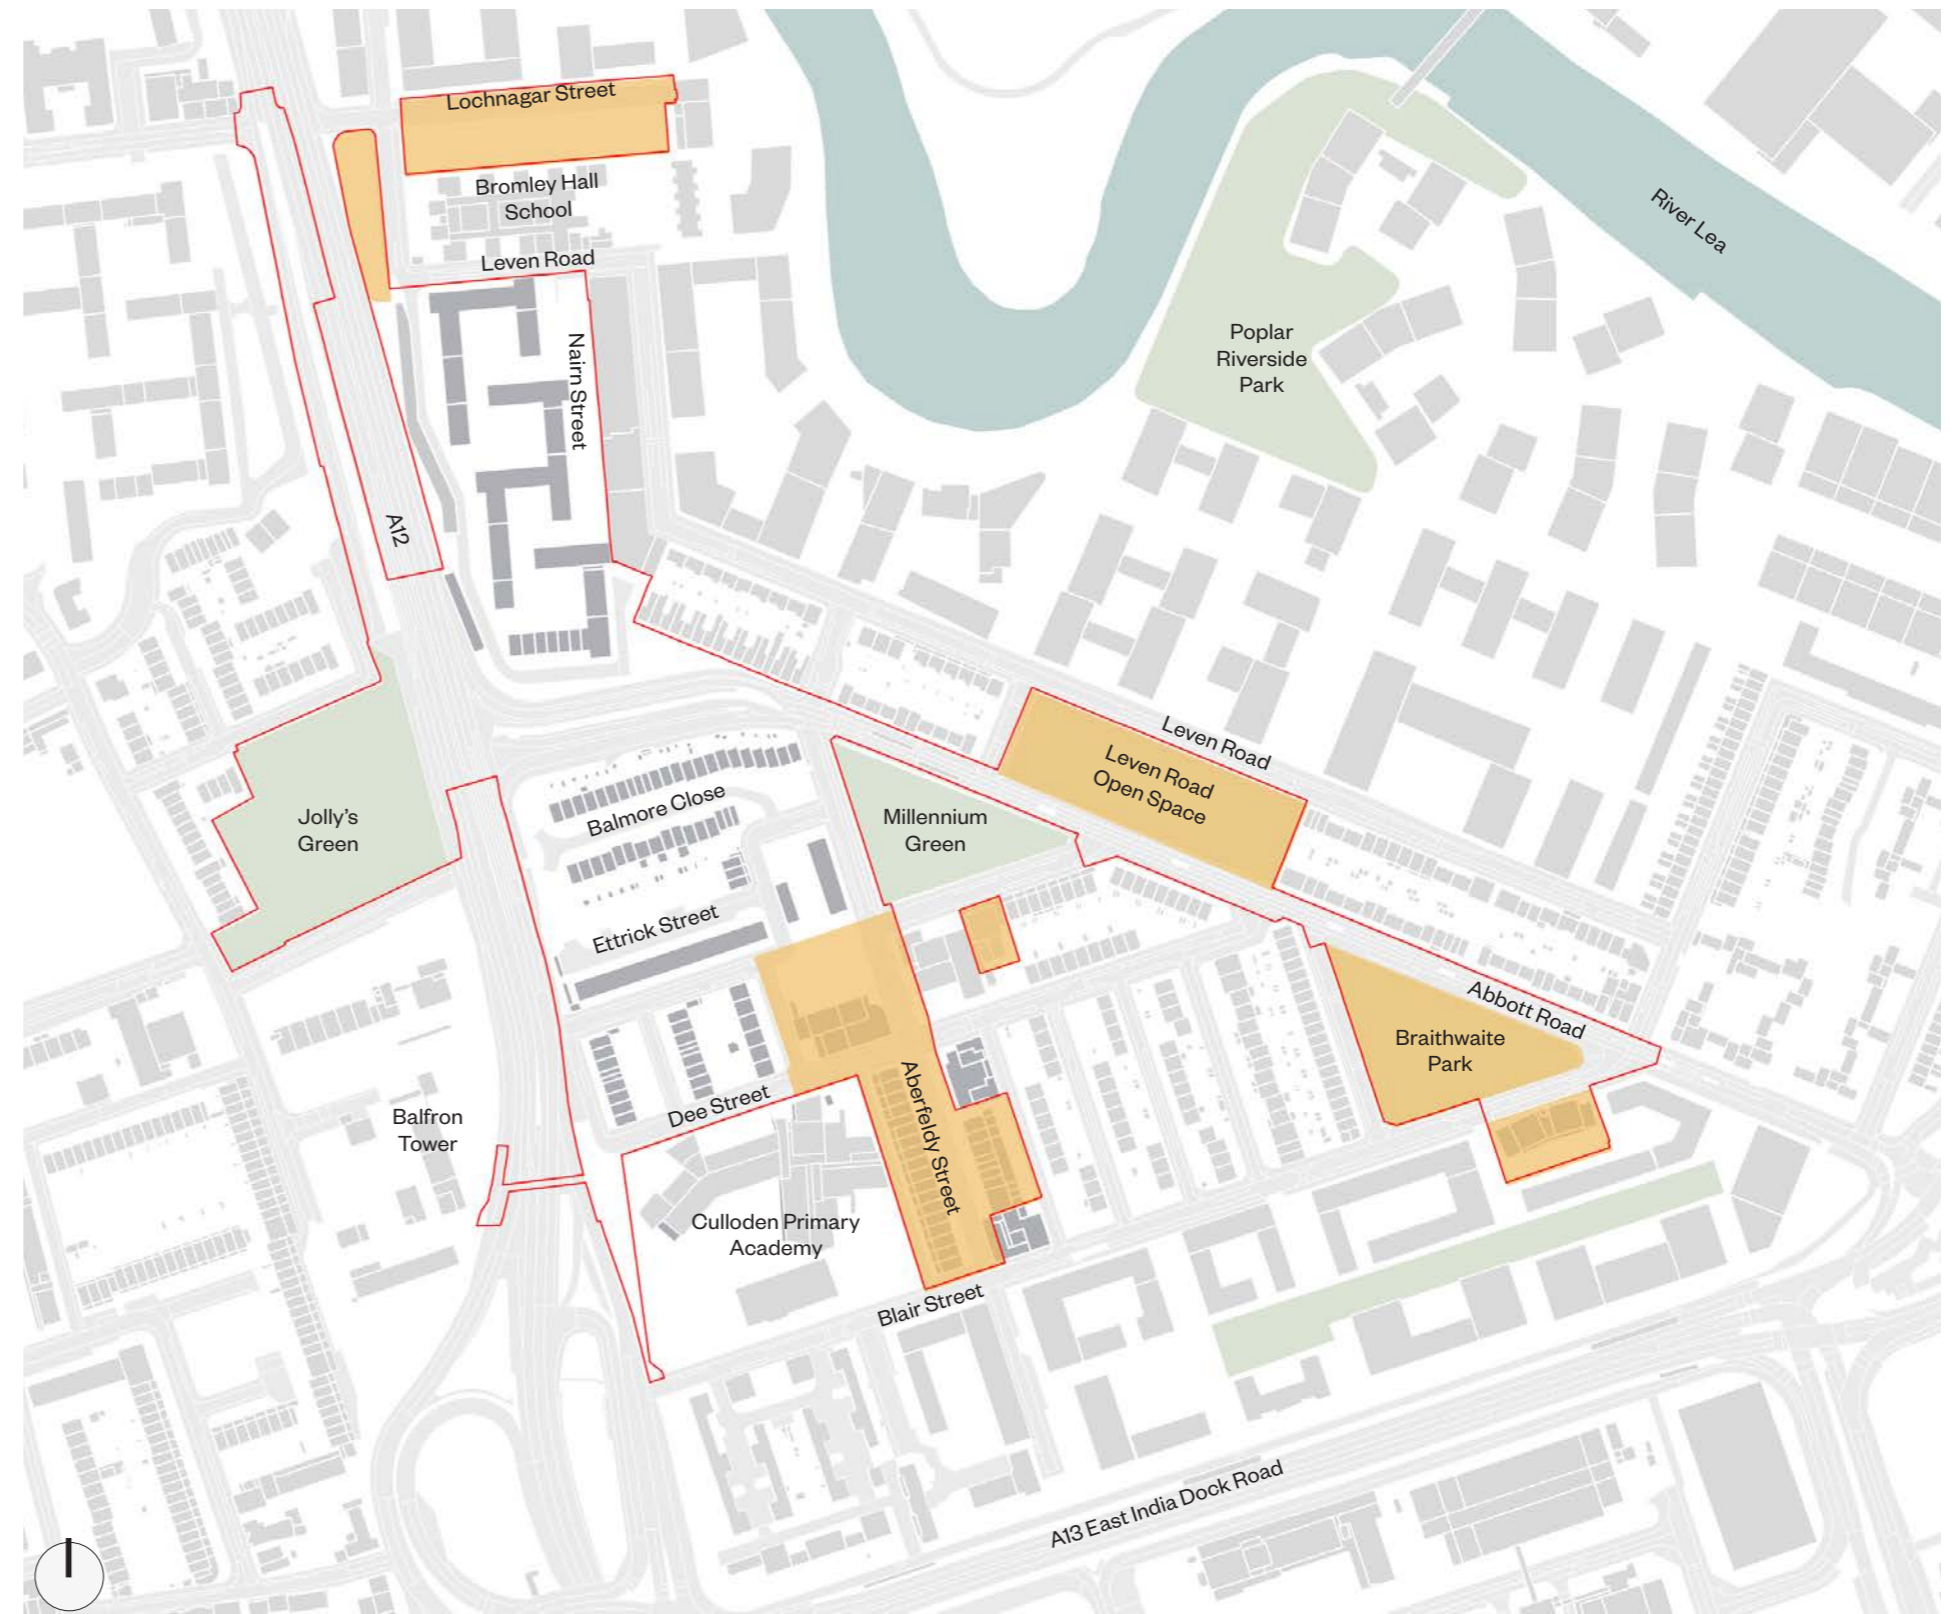 Lochnagar Street
Bromley Hall
School
River Lea
Leven Road
Nairn Street
Poplar
Riverside
Park
A12
Leven Road
Leven Road
Open Space
Balmore Close
Jolly's
Green
Millennium
Green
Ettrick Street
Abbott Road
Braithwaite
Park
Dee Street
Aberfeldy Street
Balfron
Tower
Culloden Primary
Academy
Blair Street
A13 East India Dock Road